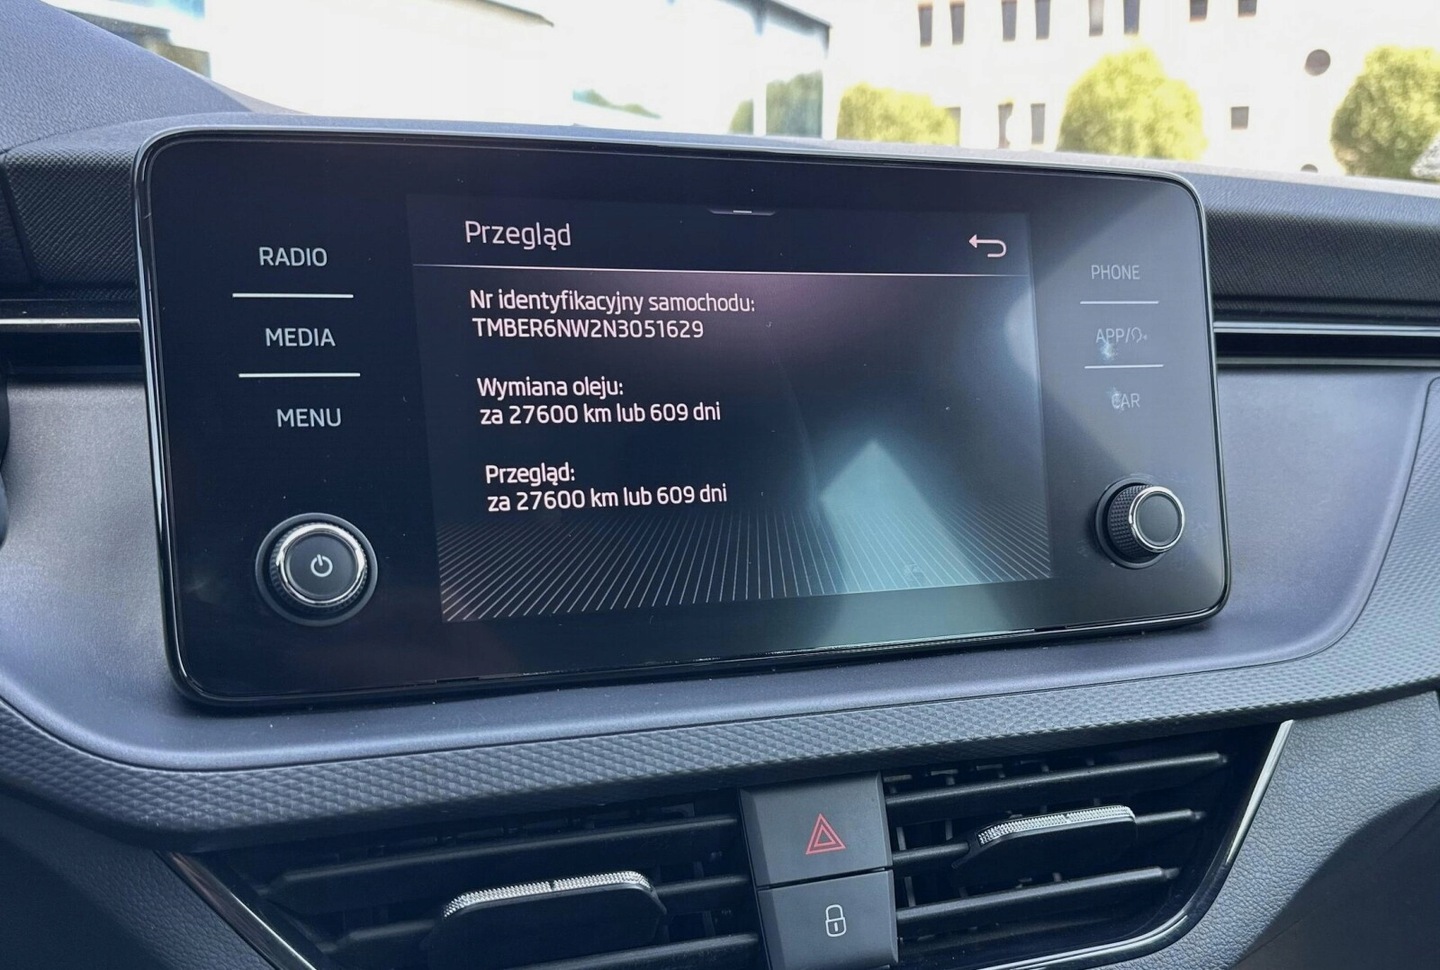 RADIO
MEDIA
MENU
Przegląd
Nr identyfikacyjny samochodu:
TMBER6NW2N3051629
Wymiana oleju:
za 27600 km lub 609 dni
Przegląd:
za 27600 km lub 609 dni
PHONE
APP/
CAR